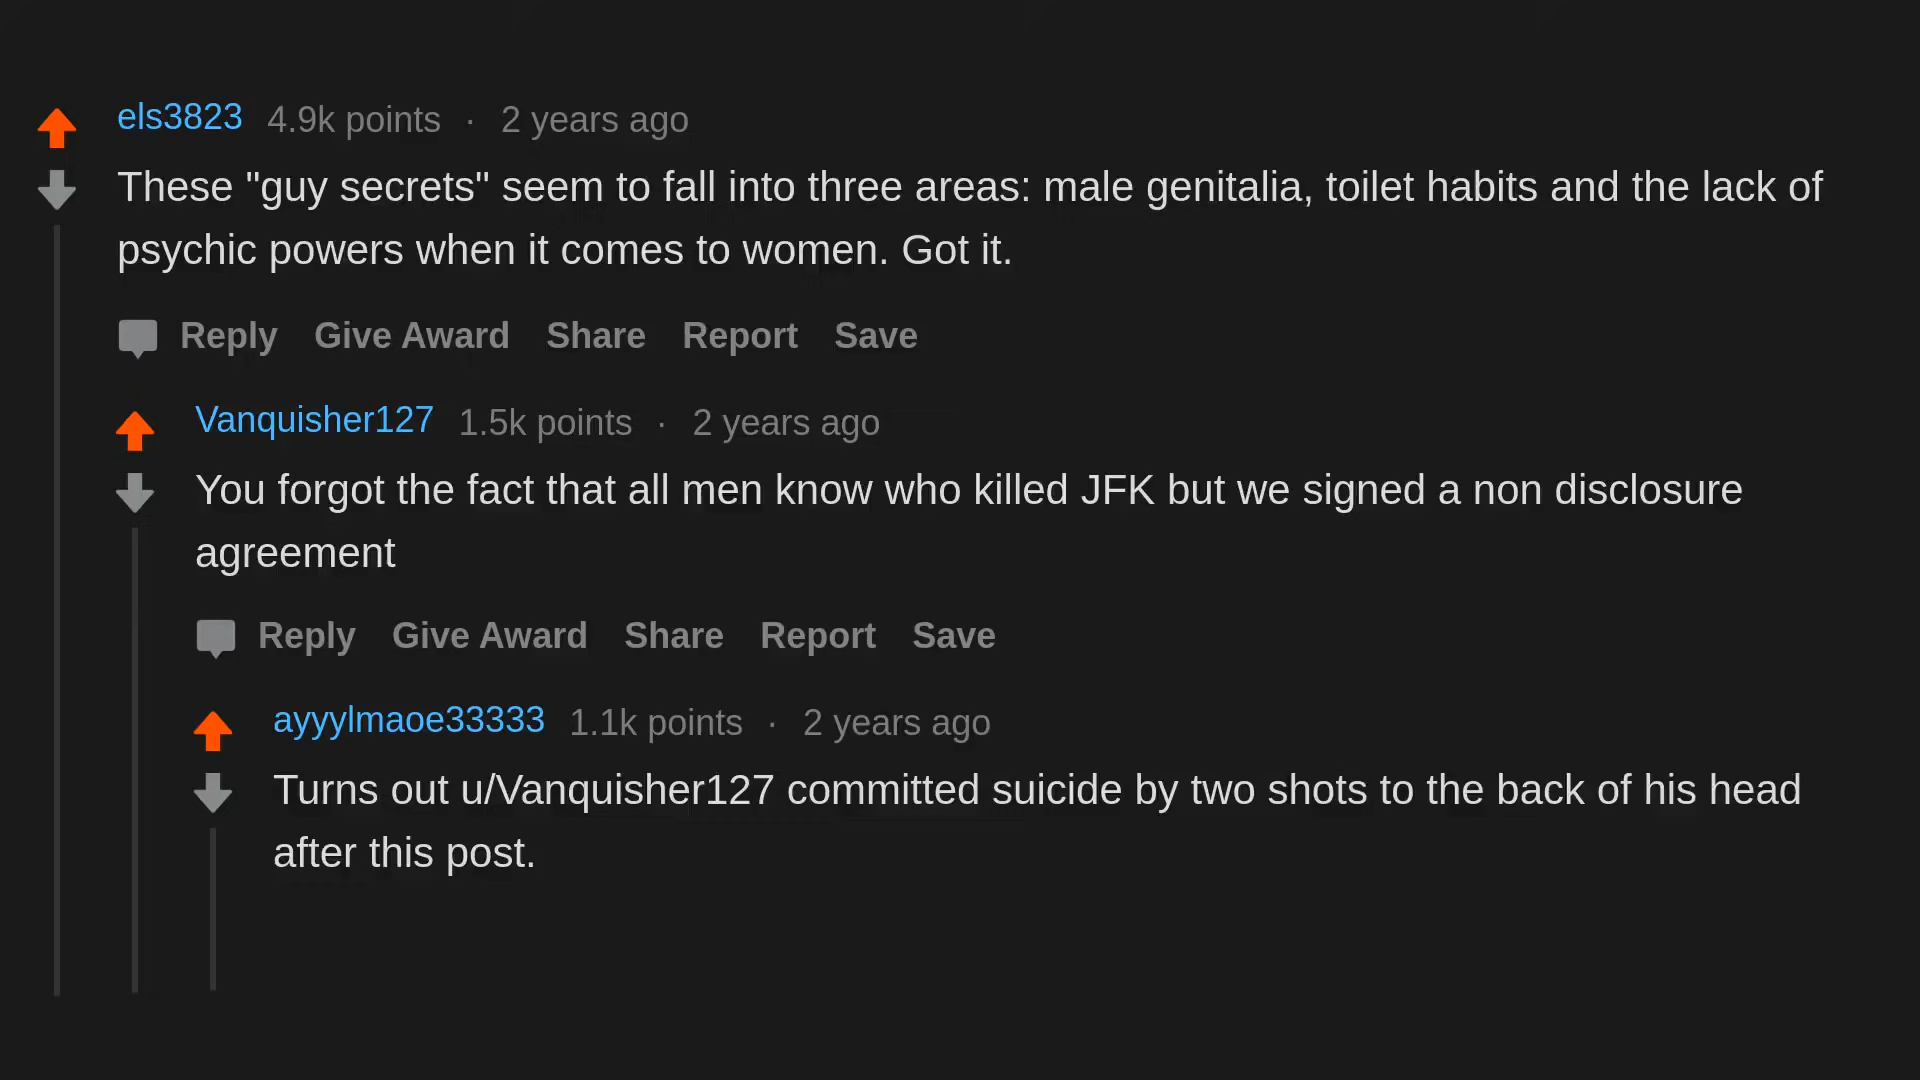 els3823 4.9k points · 2 years ago
These "guy secrets" seem to fall into three areas: male genitalia, toilet habits and the lack of
psychic powers when it comes to women. Got it.
Reply Give Award Share Report Save
Vanquisher127 1.5k points · 2 years ago
You forgot the fact that all men know who killed JFK but we signed a non disclosure
agreement
Reply Give Award Share Report Save
ayyylmaoe33333 1.1k points · 2 years ago
Turns out u/Vanquisher127 committed suicide by two shots to the back of his head
after this post.